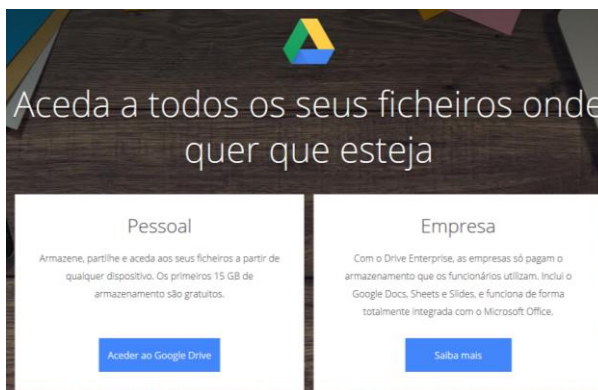 Aceda a todos os seus ficheiros onde
quer que esteja
Pessoal
Armazene, partilhe e aceda aos seus ficheiros a partir de
qualquer dispositivo. Os primeiros 15 GB de
armazenamento são gratuitos.
Aceder ao Google Drive
Empresa
Com o Drive Enterprise, as empresas só pagam o
armazenamento que os funcionários utilizam. Inclui o
Google Docs, Sheets e Slides, e funciona de forma
totalmente integrada com o Microsoft Office.
Saiba mais